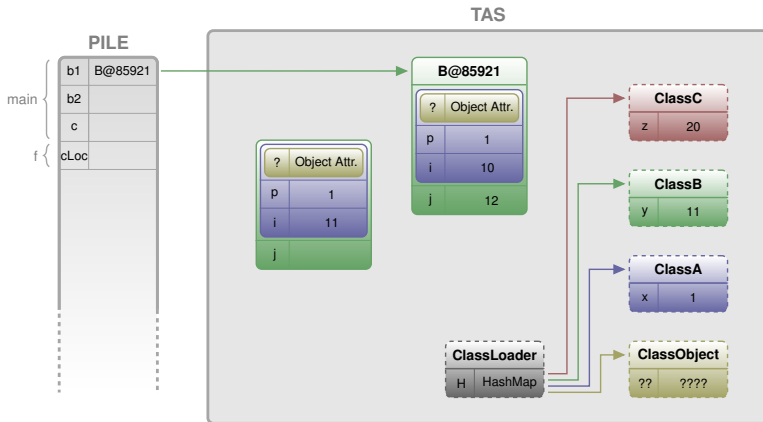 TAS
PILE
main
b1 B@85921
b2
c
f
cLoc
B@85921
? Object Attr.
p 1
i 10
j 12
? Object Attr.
p 1
i 11
j
ClassC
z 20
ClassB
y 11
ClassA
x 1
ClassLoader
H HashMap
ClassObject
?? ????